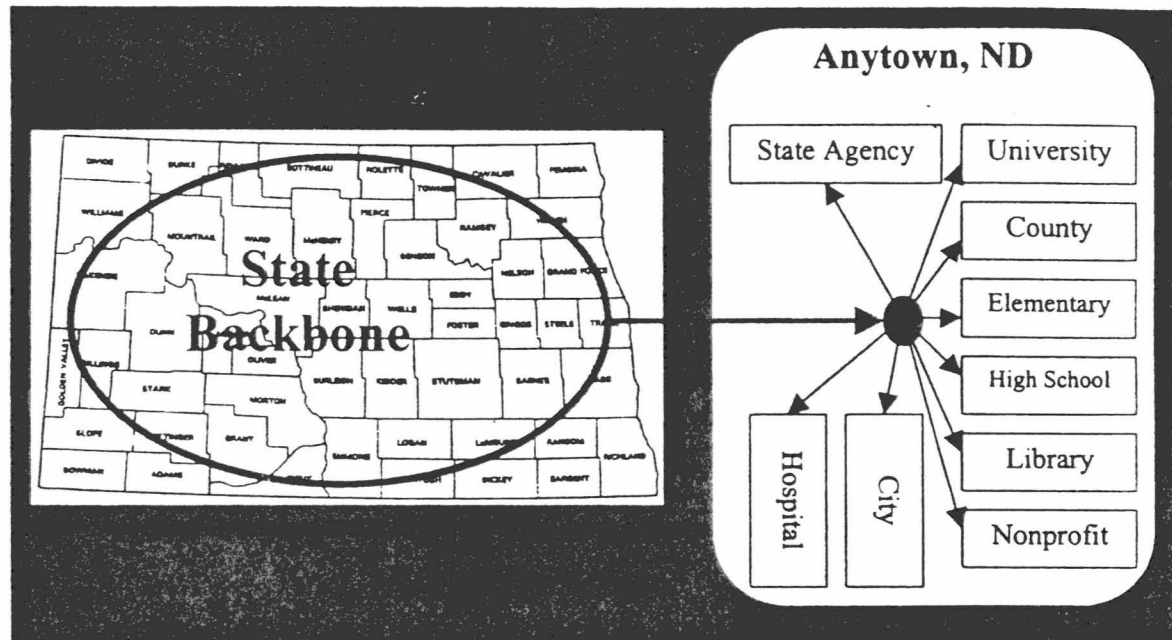 Anytown, ND
State Agency
University
County
Elementary
High School
Library
Nonprofit
Hospital
City
State
Backbone
DIVIDE
BURKE
BOTTINEAU
ROLETTE
TOWNER
CAVALIER
PEMBINA
WILLIAMS
MOUNTRAIL
WARD
McHENRY
PIERCE
RAMSEY
BENSON
NELSON
GRAND FORKS
McLEAN
SHERIDAN
WELLS
EDDY
FOSTER
GRIGGS
STEELE
DUNN
OLIVER
GOLDEN VALLEY
BILLINGS
STARK
MORTON
BURLEIGH
KIDDER
STUTSMAN
BARNES
SLOPE
GRANT
EMMONS
LOGAN
RANSOM
RICHLAND
BOWMAN
ADAMS
DICKEY
SARGENT